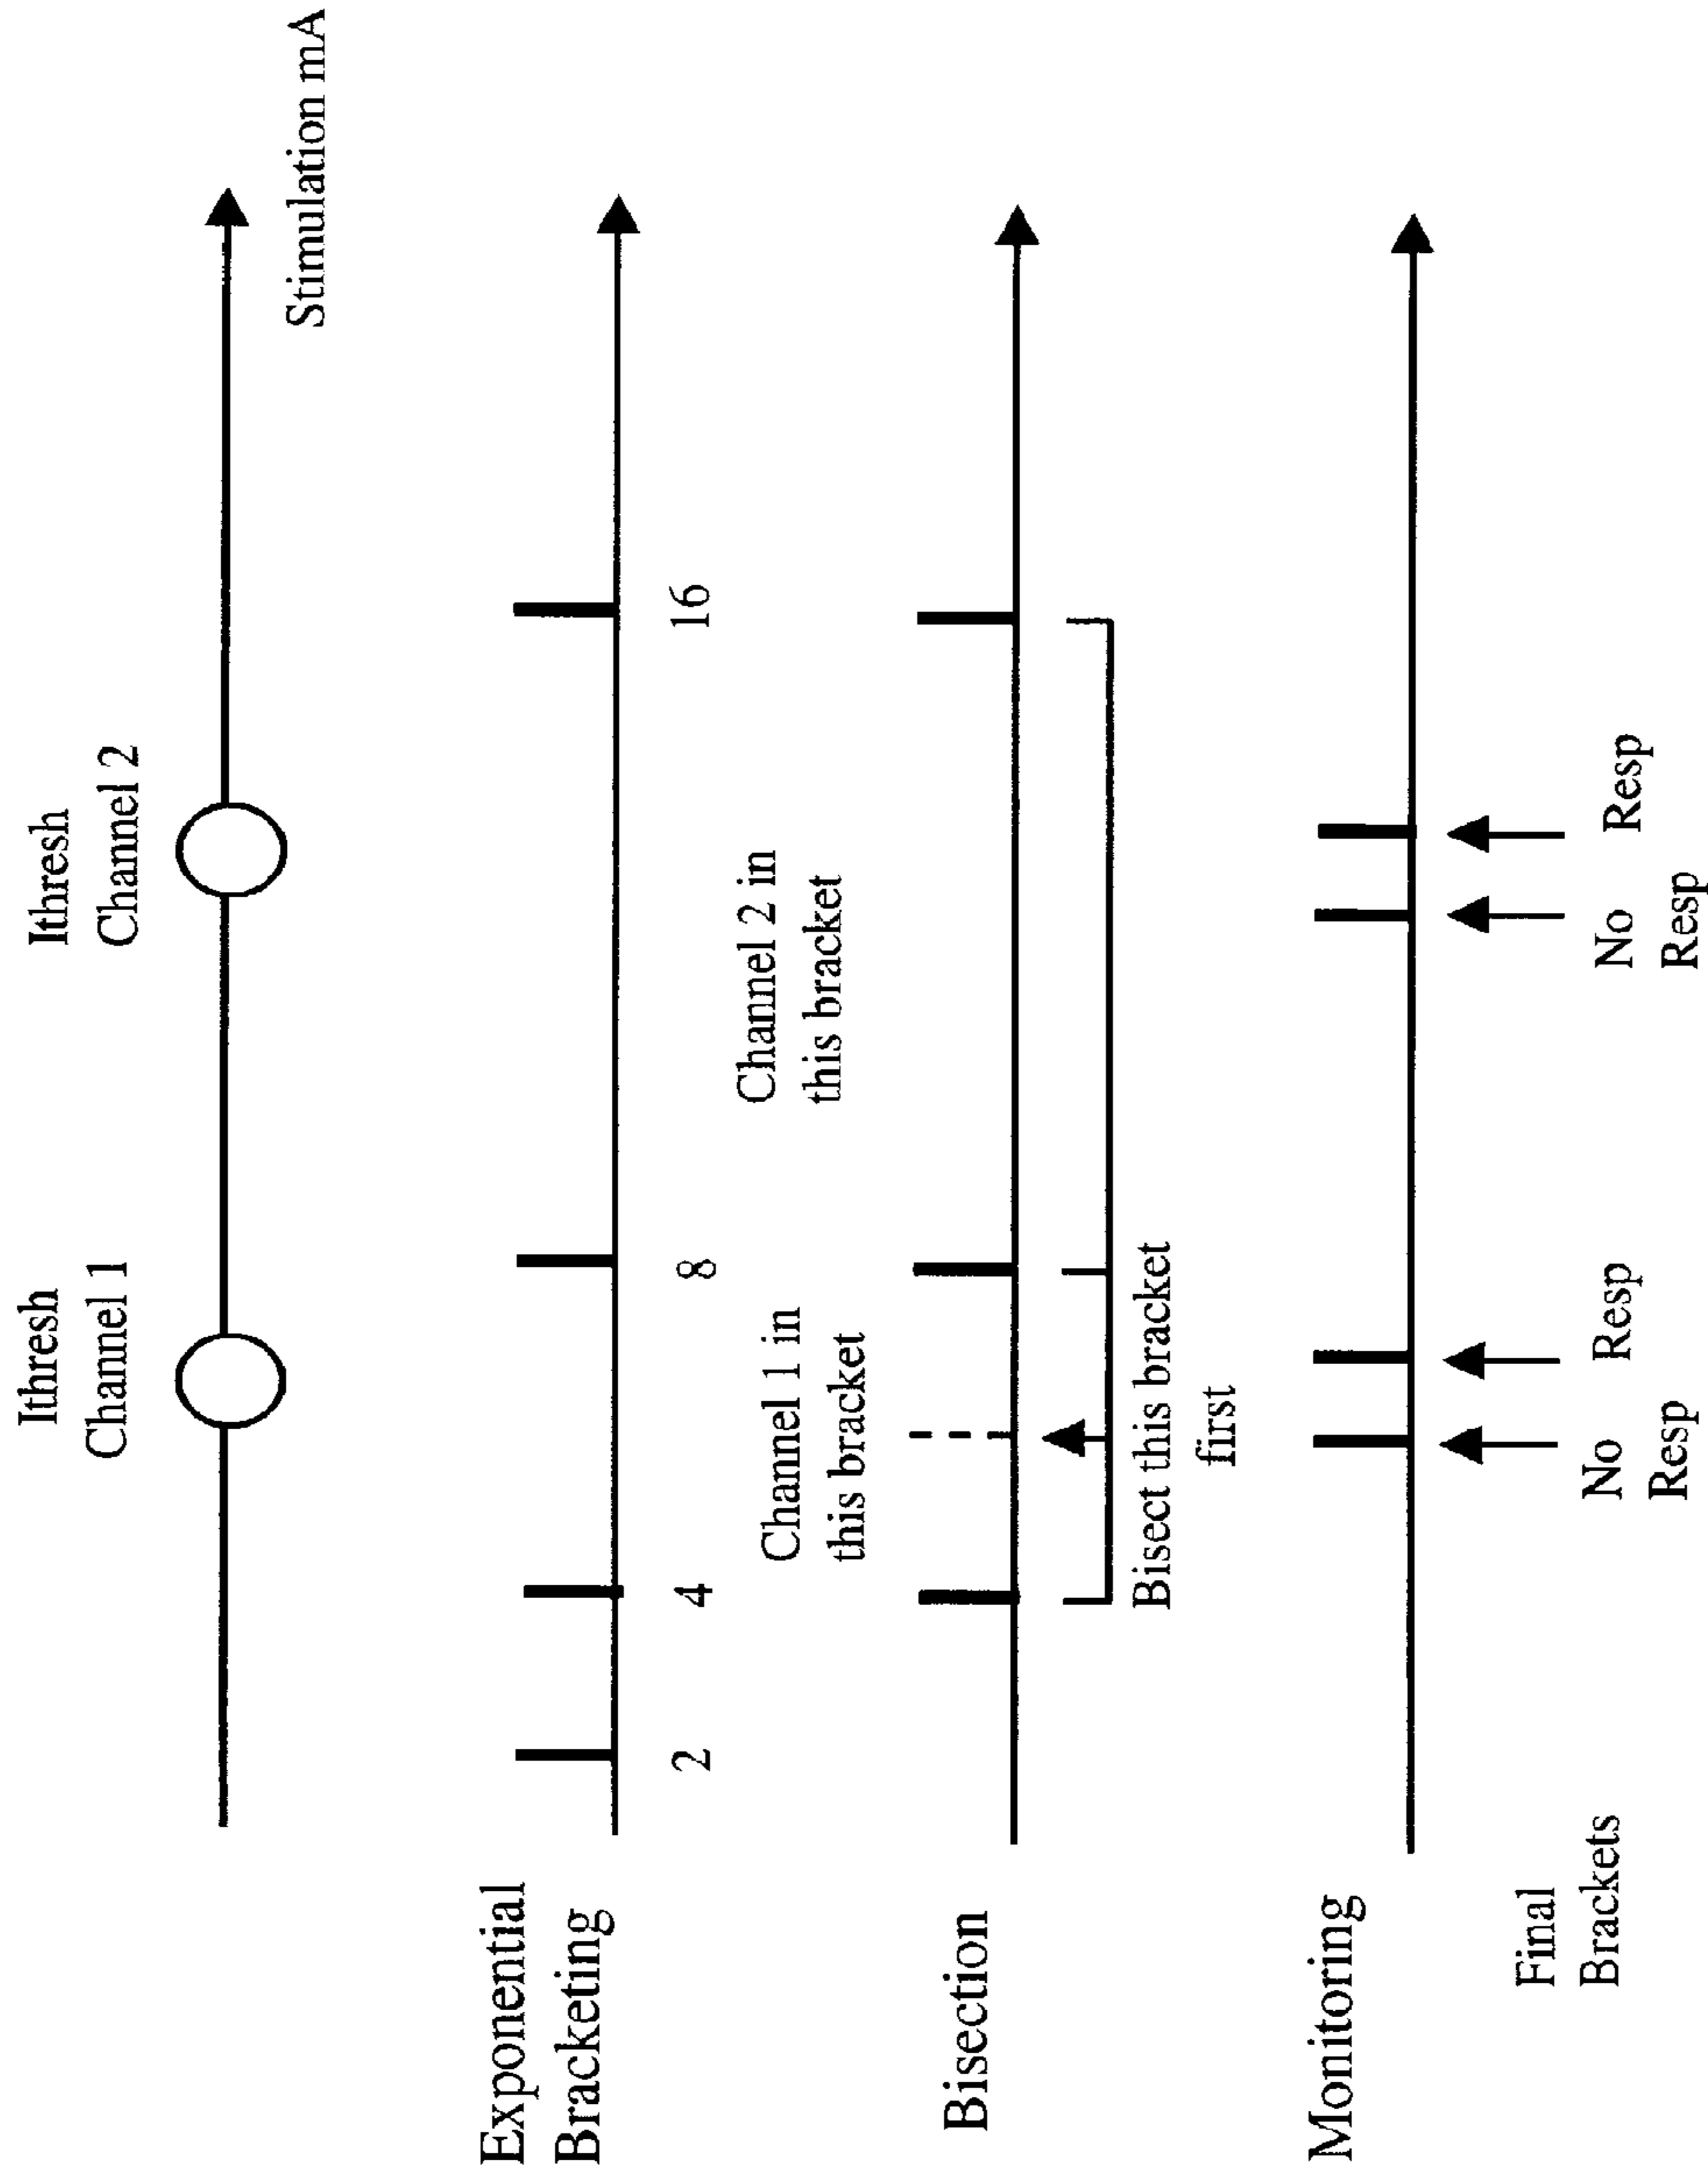 Ithresh
Channel 1
Ithresh
Channel 2
Stimulation mA
Exponential
Bracketing
2
4
8
16
Channel 1 in
this bracket
Channel 2 in
this bracket
Bisection
Bisect this bracket
first
Monitoring
Final
Brackets
No
Resp
Resp
No
Resp
Resp